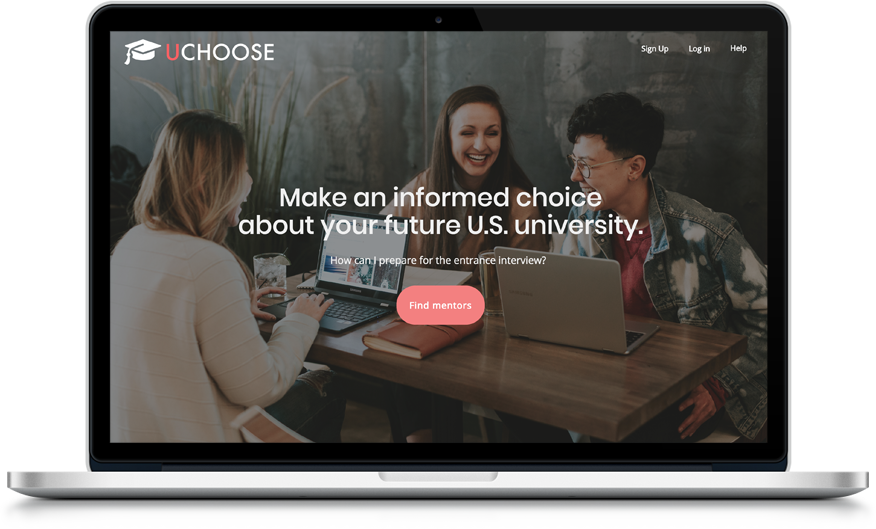 UCHOOSE
Sign Up
Log in
Help
Make an informed choice
about your future U.S. university.
How can I prepare for the entrance interview?
Find mentors